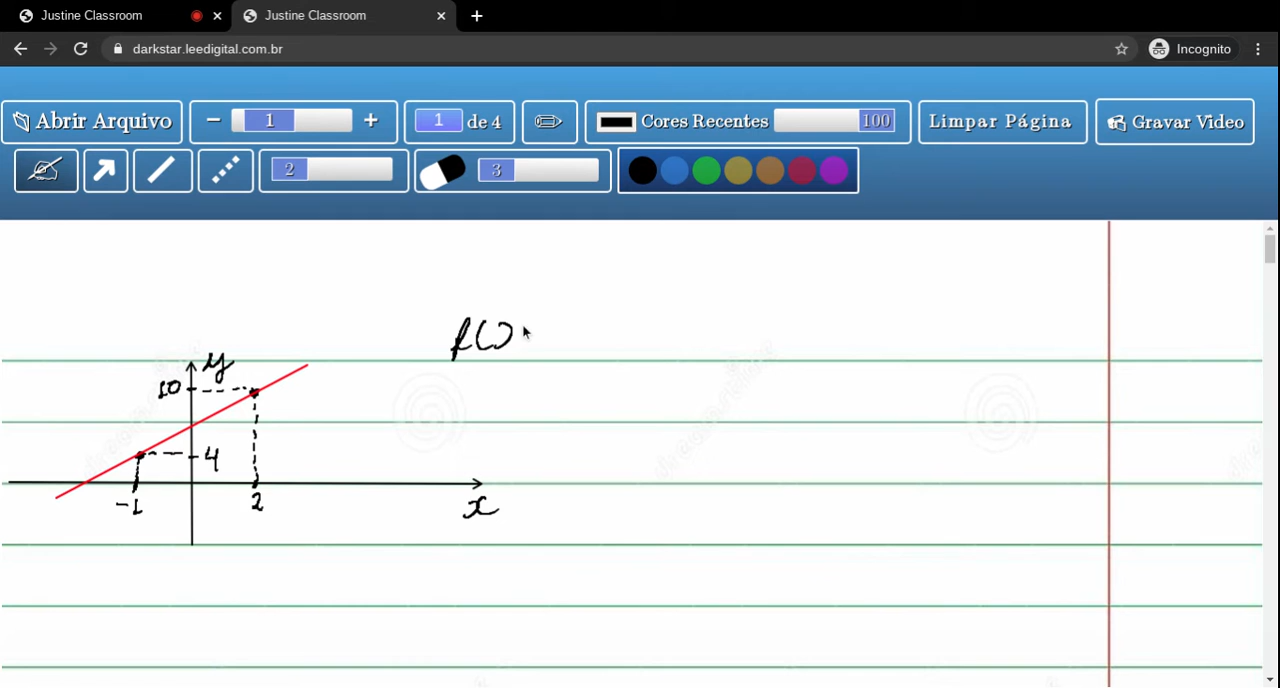 Justine Classroom
Justine Classroom
darkstar.leedigital.com.br
Incognito
Abrir Arquivo
− 1 +
1 de 4
Cores Recentes 100
Limpar Página
Gravar Video
2
3
f()
y
10
4
-1
2
x